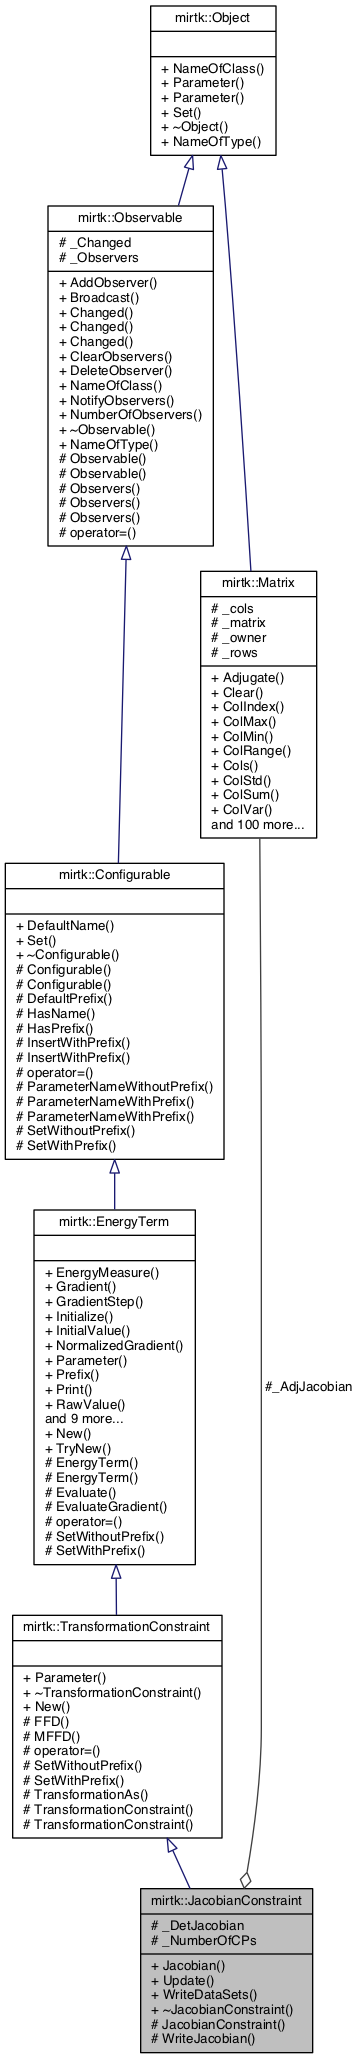 mirtk::Object
+ NameOfClass()
+ Parameter()
+ Parameter()
+ Set()
+ ~Object()
+ NameOfType()
mirtk::Observable
# _Changed
# _Observers
+ AddObserver()
+ Broadcast()
+ Changed()
+ Changed()
+ Changed()
+ ClearObservers()
+ DeleteObserver()
+ NameOfClass()
+ NotifyObservers()
+ NumberOfObservers()
+ ~Observable()
+ NameOfType()
# Observable()
# Observable()
# Observers()
# Observers()
# Observers()
# operator=()
mirtk::Matrix
# _cols
# _matrix
# _owner
# _rows
+ Adjugate()
+ Clear()
+ ColIndex()
+ ColMax()
+ ColMin()
+ ColRange()
+ Cols()
+ ColStd()
+ ColSum()
+ ColVar()
and 100 more...
mirtk::Configurable
+ DefaultName()
+ Set()
+ ~Configurable()
# Configurable()
# Configurable()
# DefaultPrefix()
# HasName()
# HasPrefix()
# InsertWithPrefix()
# InsertWithPrefix()
# operator=()
# ParameterNameWithoutPrefix()
# ParameterNameWithPrefix()
# ParameterNameWithPrefix()
# SetWithoutPrefix()
# SetWithPrefix()
mirtk::EnergyTerm
+ EnergyMeasure()
+ Gradient()
+ GradientStep()
+ Initialize()
+ InitialValue()
+ NormalizedGradient()
+ Parameter()
+ Prefix()
+ Print()
+ RawValue()
and 9 more...
+ New()
+ TryNew()
# EnergyTerm()
# EnergyTerm()
# Evaluate()
# EvaluateGradient()
# operator=()
# SetWithoutPrefix()
# SetWithPrefix()
#_AdjJacobian
mirtk::TransformationConstraint
+ Parameter()
+ ~TransformationConstraint()
+ New()
# FFD()
# MFFD()
# operator=()
# SetWithoutPrefix()
# SetWithPrefix()
# TransformationAs()
# TransformationConstraint()
# TransformationConstraint()
mirtk::JacobianConstraint
# _DetJacobian
# _NumberOfCPs
+ Jacobian()
+ Update()
+ WriteDataSets()
+ ~JacobianConstraint()
# JacobianConstraint()
# WriteJacobian()